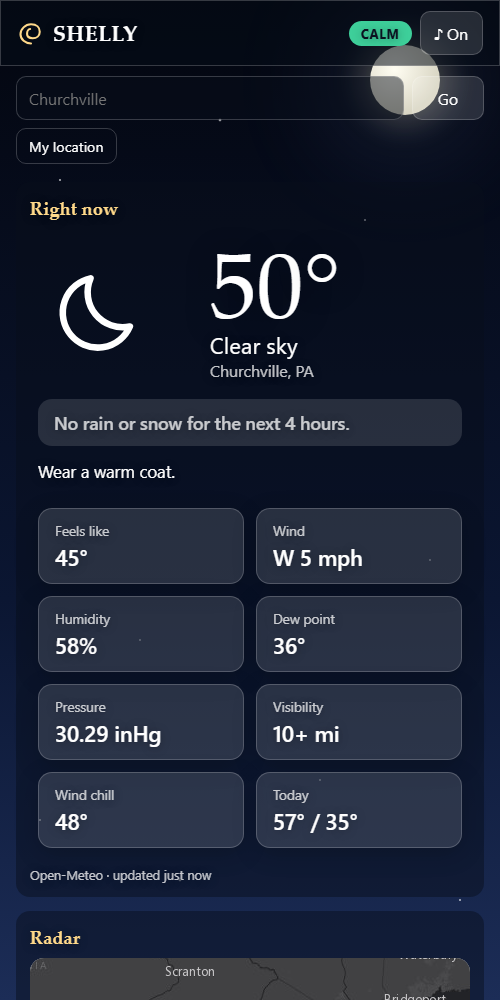 SHELLY
CALM
♪ On
Churchville
Go
My location
Right now
50°
Clear sky
Churchville, PA
No rain or snow for the next 4 hours.
Wear a warm coat.
Feels like
45°
Wind
W 5 mph
Humidity
58%
Dew point
36°
Pressure
30.29 inHg
Visibility
10+ mi
Wind chill
48°
Today
57° / 35°
Open-Meteo · updated just now
Radar
Scranton
Bridgeport